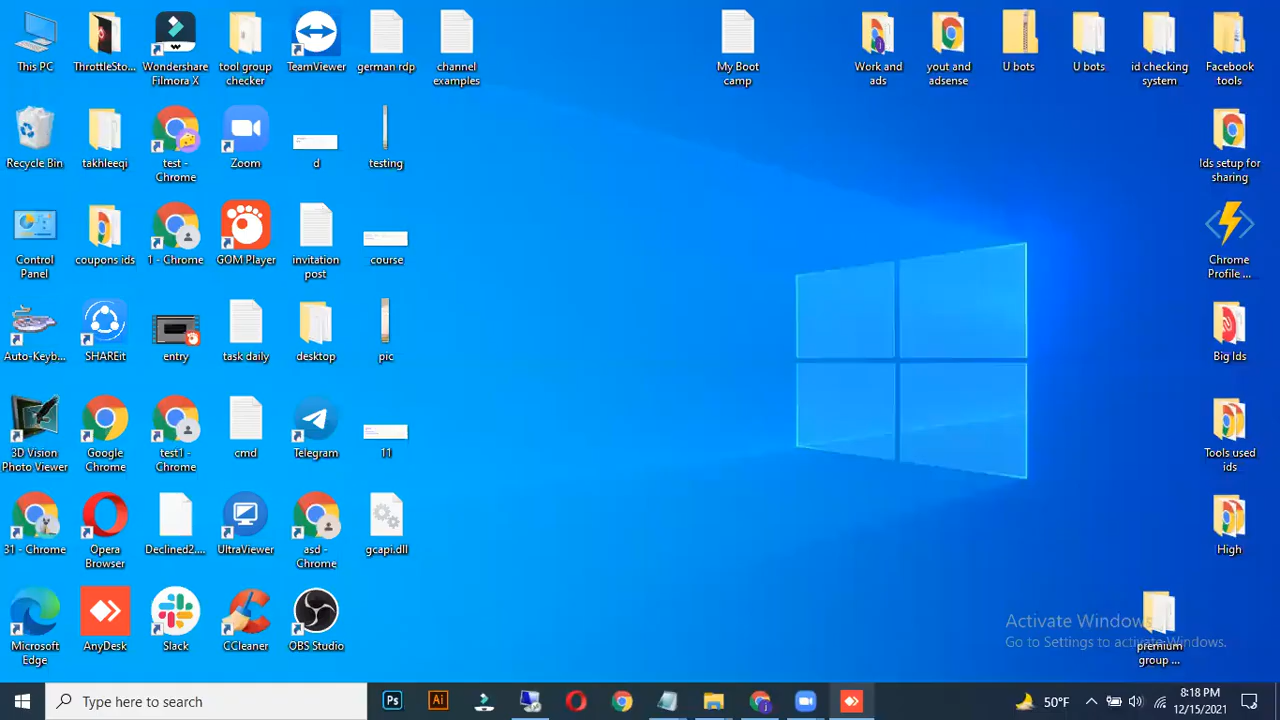 This PC
ThrottleSto...
Wondershare
Filmora X
tool group
checker
TeamViewer
german rdp
channel
examples
My Boot
camp
Work and
ads
yout and
adsense
U bots
U bots
id checking
system
Facebook
tools
Recycle Bin
takhleeqi
test -
Chrome
Zoom
d
testing
Ids setup for
sharing
Control
Panel
coupons ids
1 - Chrome
GOM Player
invitation
post
course
Chrome
Profile ...
Auto-Keyb...
SHAREit
entry
task daily
desktop
pic
Big Ids
3D Vision
Photo Viewer
Google
Chrome
test1 -
Chrome
cmd
Telegram
11
Tools used
ids
31 - Chrome
Opera
Browser
Declined2....
UltraViewer
asd -
Chrome
gcapi.dll
High
Microsoft
Edge
AnyDesk
Slack
CCleaner
OBS Studio
premium
group ...
Activate Windows
Go to Settings to activate Windows.
Type here to search
Ps
Ai
50°F
8:18 PM
12/15/2021